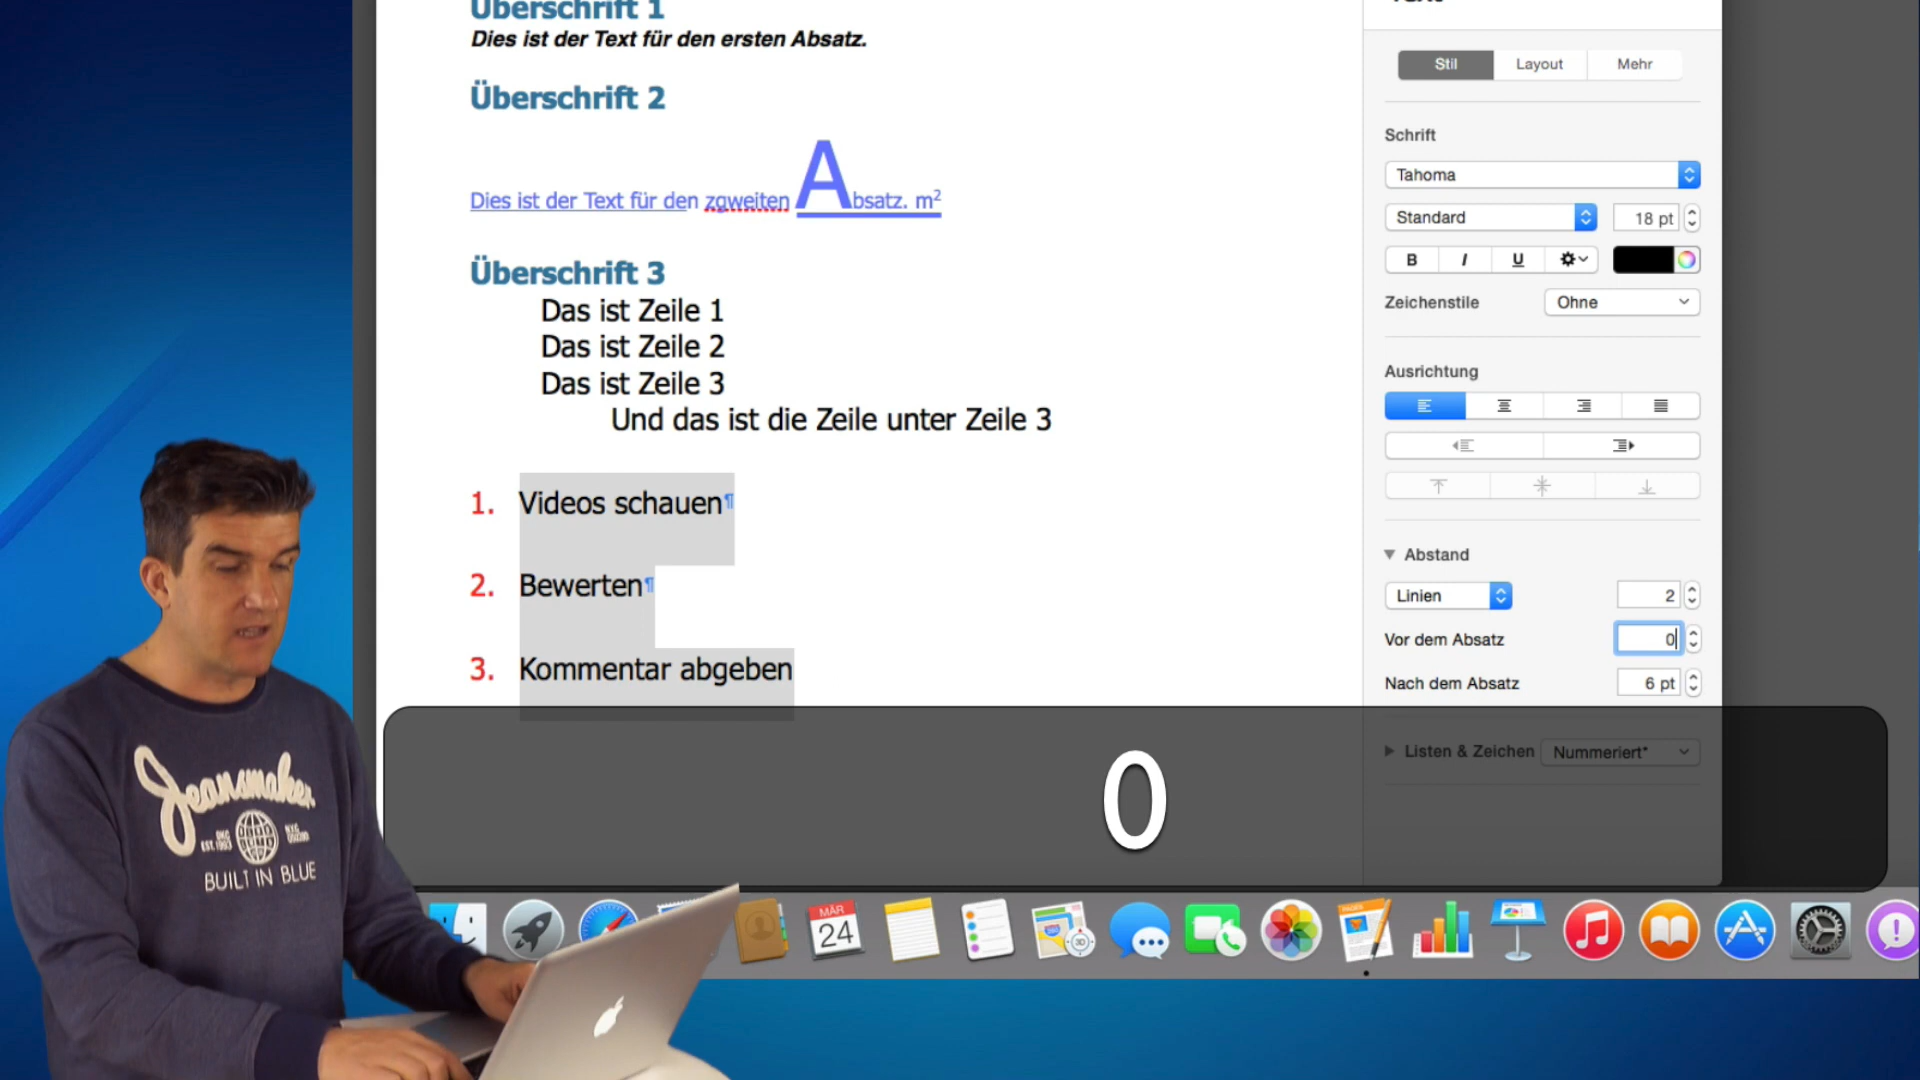 Überschrift 1
Dies ist der Text für den ersten Absatz.
Überschrift 2
Dies ist der Text für den zgweiten Absatz. m²
Überschrift 3
Das ist Zeile 1
Das ist Zeile 2
Das ist Zeile 3
Und das ist die Zeile unter Zeile 3
1. Videos schauen¶
2. Bewerten¶
3. Kommentar abgeben
Stil Layout Mehr
Schrift
Tahoma
Standard 18 pt
B I U
Zeichenstile Ohne
Ausrichtung
Abstand
Linien 2
Vor dem Absatz 0
Nach dem Absatz 6 pt
Listen & Zeichen Nummeriert*
0
Jeansmaker
BUILT IN BLUE
MÄR
24
3D